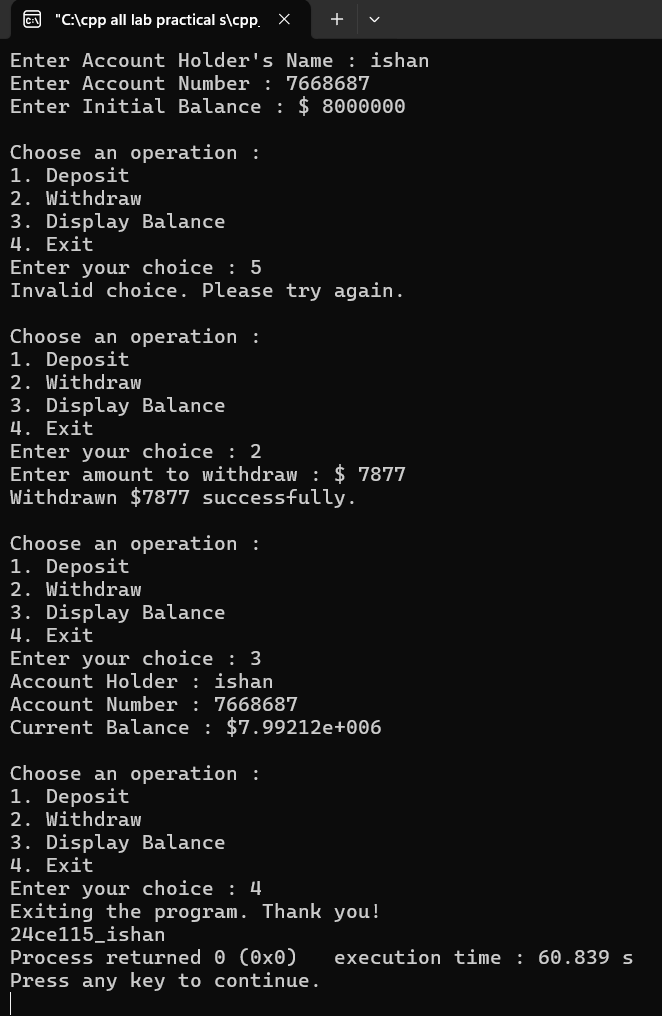 "C:\cpp all lab practical s\cpp_
Enter Account Holder's Name : ishan
Enter Account Number : 7668687
Enter Initial Balance : $ 8000000
Choose an operation :
1. Deposit
2. Withdraw
3. Display Balance
4. Exit
Enter your choice : 5
Invalid choice. Please try again.
Choose an operation :
1. Deposit
2. Withdraw
3. Display Balance
4. Exit
Enter your choice : 2
Enter amount to withdraw : $ 7877
Withdrawn $7877 successfully.
Choose an operation :
1. Deposit
2. Withdraw
3. Display Balance
4. Exit
Enter your choice : 3
Account Holder : ishan
Account Number : 7668687
Current Balance : $7.99212e+006
Choose an operation :
1. Deposit
2. Withdraw
3. Display Balance
4. Exit
Enter your choice : 4
Exiting the program. Thank you!
24ce115_ishan
Process returned 0 (0x0)   execution time : 60.839 s
Press any key to continue.